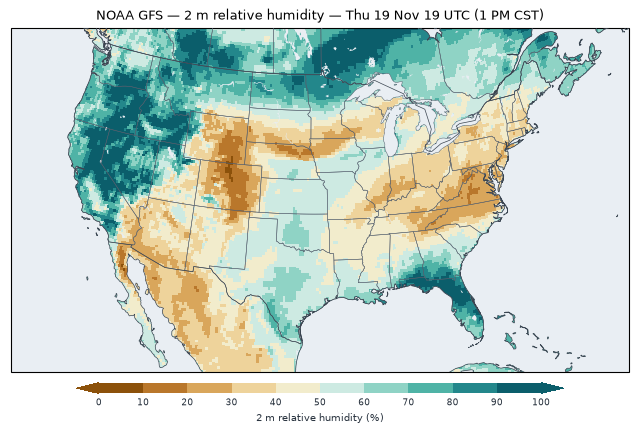 NOAA GFS — 2 m relative humidity — Thu 19 Nov 19 UTC (1 PM CST)
0 10 20 30 40 50 60 70 80 90 100
2 m relative humidity (%)